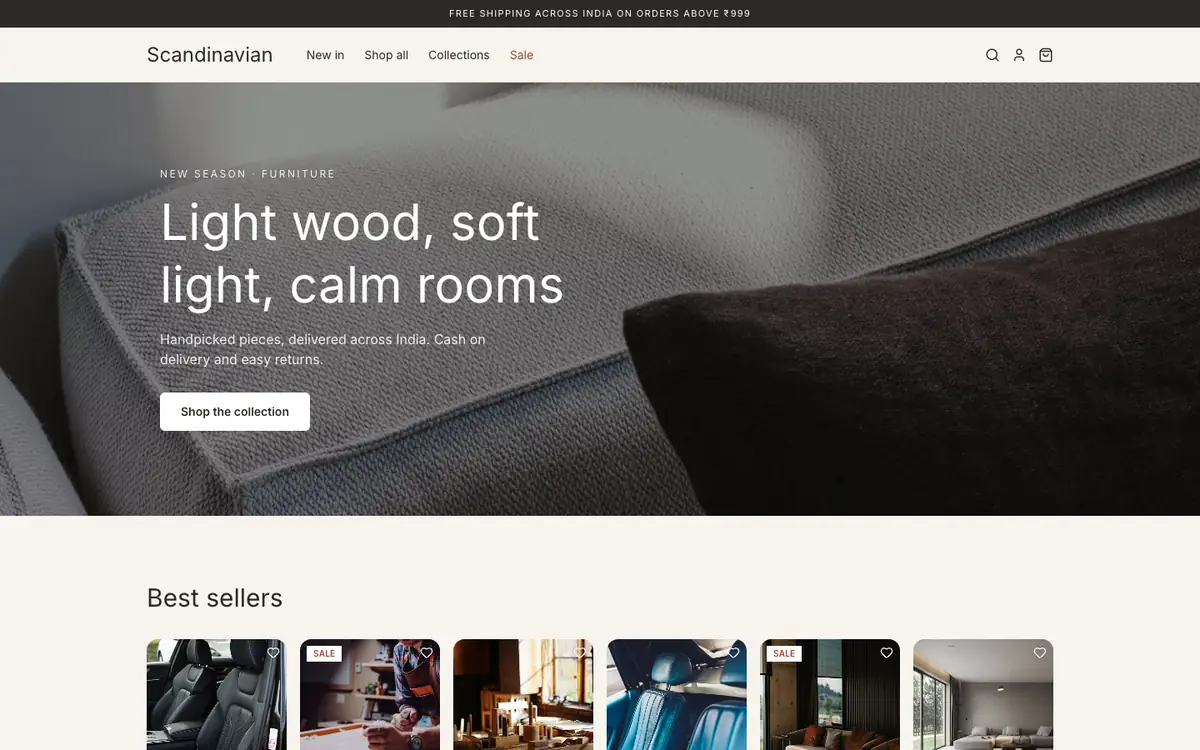 FREE SHIPPING ACROSS INDIA ON ORDERS ABOVE ₹999
Scandinavian
New in
Shop all
Collections
Sale
NEW SEASON · FURNITURE
Light wood, soft
light, calm rooms
Handpicked pieces, delivered across India. Cash on
delivery and easy returns.
Shop the collection
Best sellers
SALE
SALE